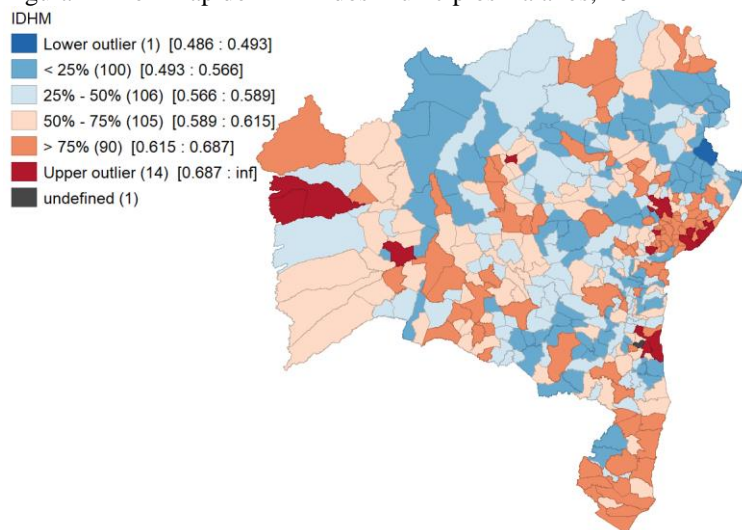 IDHM
Lower outlier (1) [0.486 : 0.493]
< 25% (100) [0.493 : 0.566]
25% - 50% (106) [0.566 : 0.589]
50% - 75% (105) [0.589 : 0.615]
> 75% (90) [0.615 : 0.687]
Upper outlier (14) [0.687 : inf]
undefined (1)